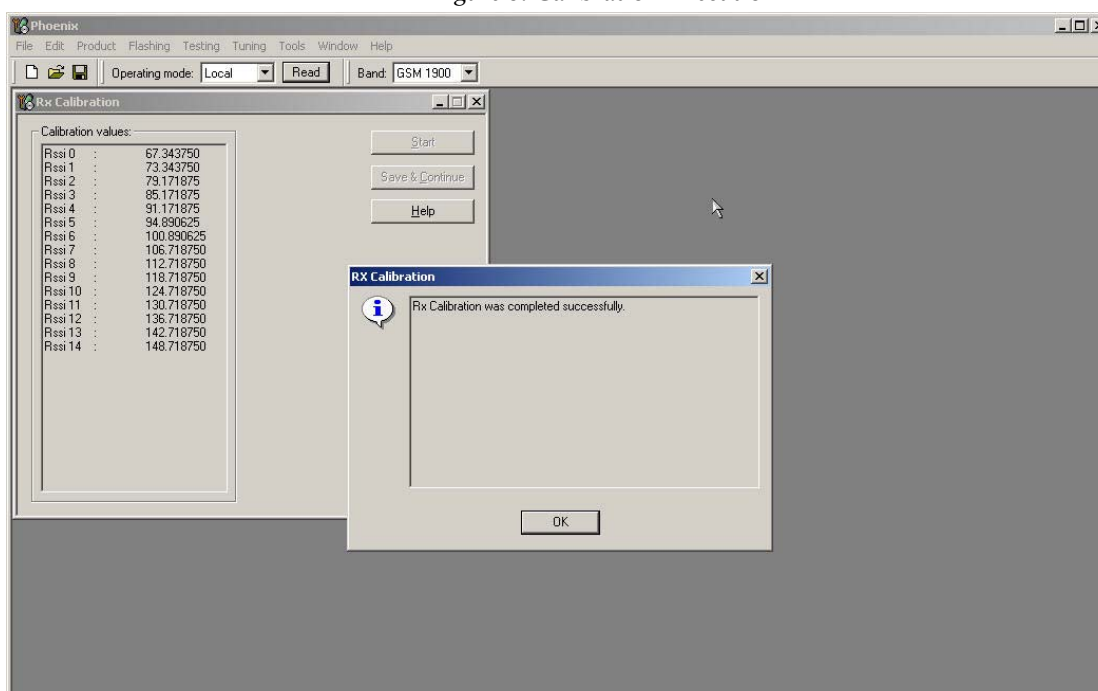 Phoenix
File Edit Product Flashing Testing Tuning Tools Window Help
Operating mode: Local Read Band: GSM 1900
Rx Calibration
Calibration values:
Rssi 0 : 67.343750
Rssi 1 : 73.343750
Rssi 2 : 79.171875
Rssi 3 : 85.171875
Rssi 4 : 91.171875
Rssi 5 : 94.890625
Rssi 6 : 100.890625
Rssi 7 : 106.718750
Rssi 8 : 112.718750
Rssi 9 : 118.718750
Rssi 10 : 124.718750
Rssi 11 : 130.718750
Rssi 12 : 136.718750
Rssi 13 : 142.718750
Rssi 14 : 148.718750
Start
Save & Continue
Help
RX Calibration
Rx Calibration was completed successfully.
OK